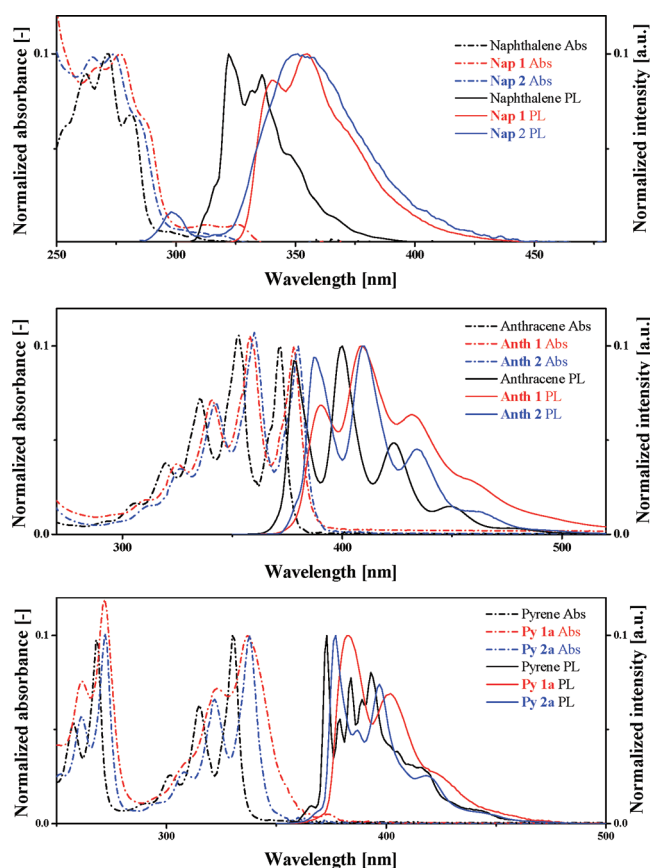 Normalized absorbance [-]
0.1
Naphthalene Abs
Nap 1 Abs
Nap 2 Abs
Naphthalene PL
Nap 1 PL
Nap 2 PL
0.1
Normalized intensity [a.u.]
250 300 350 400 450
Wavelength [nm]
Normalized absorbance [-]
0.1
0.0
Anthracene Abs
Anth 1 Abs
Anth 2 Abs
Anthracene PL
Anth 1 PL
Anth 2 PL
0.1
0.0
Normalized intensity [a.u.]
300 400 500
Wavelength [nm]
Normalized absorbance [-]
0.1
0.0
Pyrene Abs
Py 1a Abs
Py 2a Abs
Pyrene PL
Py 1a PL
Py 2a PL
0.1
0.0
Normalized intensity [a.u.]
300 400 500
Wavelength [nm]